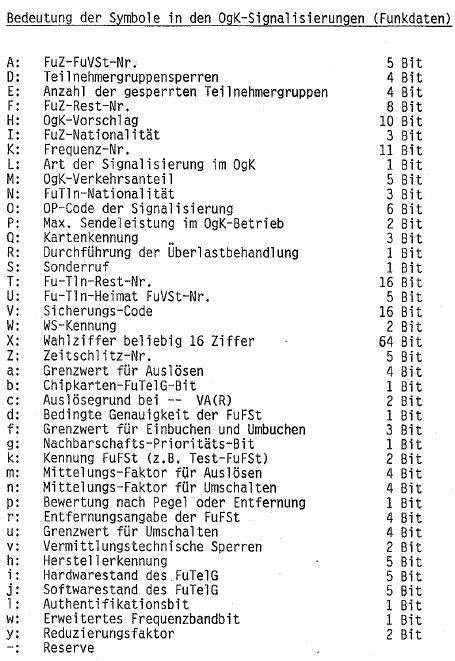 Bedeutung der Symbole in den OgK-Signalisierungen (Funkdaten)
A: FuZ-FuVSt-Nr. 5 Bit
D: Teilnehmergruppensperren 4 Bit
E: Anzahl der gesperrten Teilnehmergruppen 4 Bit
F: FuZ-Rest-Nr. 8 Bit
H: OgK-Vorschlag 10 Bit
I: FuZ-Nationalität 3 Bit
K: Frequenz-Nr. 11 Bit
L: Art der Signalisierung im OgK 1 Bit
M: OgK-Verkehrsanteil 5 Bit
N: FuTln-Nationalität 3 Bit
O: OP-Code der Signalisierung 6 Bit
P: Max. Sendeleistung im OgK-Betrieb 2 Bit
Q: Kartenkennung 3 Bit
R: Durchführung der Überlastbehandlung 1 Bit
S: Sonderruf 1 Bit
T: Fu-Tln-Rest-Nr. 16 Bit
U: Fu-Tln-Heimat FuVSt-Nr. 5 Bit
V: Sicherungs-Code 16 Bit
W: WS-Kennung 2 Bit
X: Wahlziffer beliebig 16 Ziffer 64 Bit
Z: Zeitschlitz-Nr. 5 Bit
a: Grenzwert für Auslösen 4 Bit
b: Chipkarten-FuTelG-Bit 1 Bit
c: Auslösegrund bei -- VA(R) 2 Bit
d: Bedingte Genauigkeit der FuFSt 1 Bit
f: Grenzwert für Einbuchen und Umbuchen 3 Bit
g: Nachbarschafts-Prioritäts-Bit 1 Bit
k: Kennung FuFSt (z.B. Test-FuFSt) 2 Bit
m: Mittelungs-Faktor für Auslösen 4 Bit
n: Mittelungs-Faktor für Umschalten 4 Bit
p: Bewertung nach Pegel oder Entfernung 1 Bit
r: Entfernungsangabe der FuFSt 4 Bit
u: Grenzwert für Umschalten 4 Bit
v: Vermittlungstechnische Sperren 2 Bit
h: Herstellerkennung 5 Bit
i: Hardwarestand des FuTelG 5 Bit
j: Softwarestand des FuTelG 5 Bit
l: Authentifikationsbit 1 Bit
w: Erweitertes Frequenzbandbit 1 Bit
y: Reduzierungsfaktor 2 Bit
-: Reserve